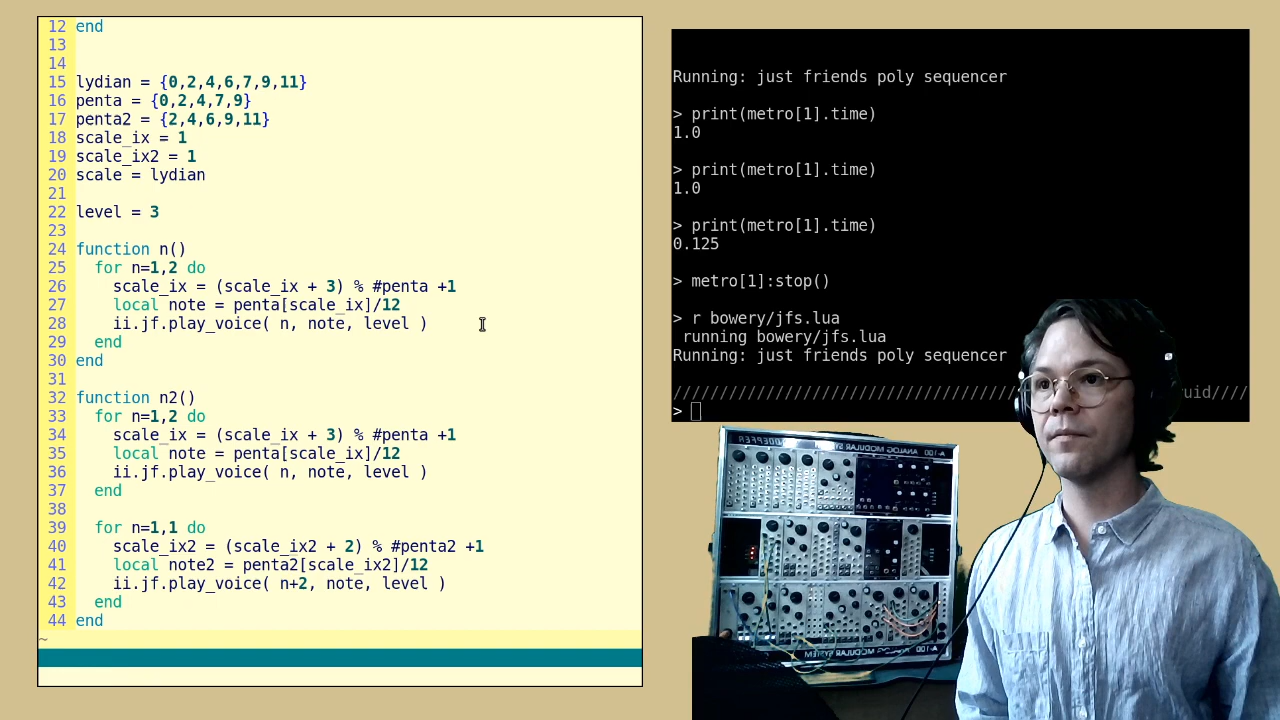 12 end
13
14
15 lydian = {0,2,4,6,7,9,11}
16 penta = {0,2,4,7,9}
17 penta2 = {2,4,6,9,11}
18 scale_ix = 1
19 scale_ix2 = 1
20 scale = lydian
21
22 level = 3
23
24 function n()
25   for n=1,2 do
26     scale_ix = (scale_ix + 3) % #penta +1
27     local note = penta[scale_ix]/12
28     ii.jf.play_voice( n, note, level )
29   end
30 end
31
32 function n2()
33   for n=1,2 do
34     scale_ix = (scale_ix + 3) % #penta +1
35     local note = penta[scale_ix]/12
36     ii.jf.play_voice( n, note, level )
37   end
38
39   for n=1,1 do
40     scale_ix2 = (scale_ix2 + 2) % #penta2 +1
41     local note2 = penta2[scale_ix2]/12
42     ii.jf.play_voice( n+2, note, level )
43   end
44 end
~
Running: just friends poly sequencer
> print(metro[1].time)
1.0
> print(metro[1].time)
1.0
> print(metro[1].time)
0.125
> metro[1]:stop()
> r bowery/jfs.lua
 running bowery/jfs.lua
Running: just friends poly sequencer
//////////////////////////////////// uid////
>
DOEPFER A-100 ANALOG MODULAR SYSTEM
A-100 ANALOG MODULAR SYSTEM